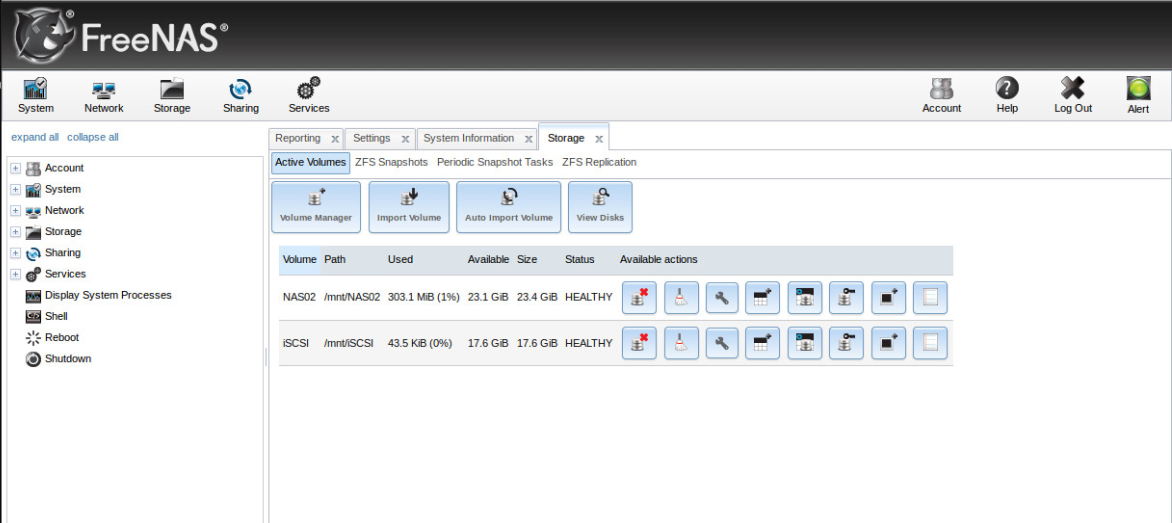 FreeNAS®
System Network Storage Sharing Services Account Help Log Out Alert
expand all collapse all
Reporting x Settings x System Information x Storage x
Active Volumes ZFS Snapshots Periodic Snapshot Tasks ZFS Replication
Account
System
Network
Storage
Sharing
Services
Display System Processes
Shell
Reboot
Shutdown
Volume Manager Import Volume Auto Import Volume View Disks
Volume Path Used Available Size Status Available actions
NAS02 /mnt/NAS02 303.1 MiB (1%) 23.1 GiB 23.4 GiB HEALTHY
iSCSI /mnt/iSCSI 43.5 KiB (0%) 17.6 GiB 17.6 GiB HEALTHY